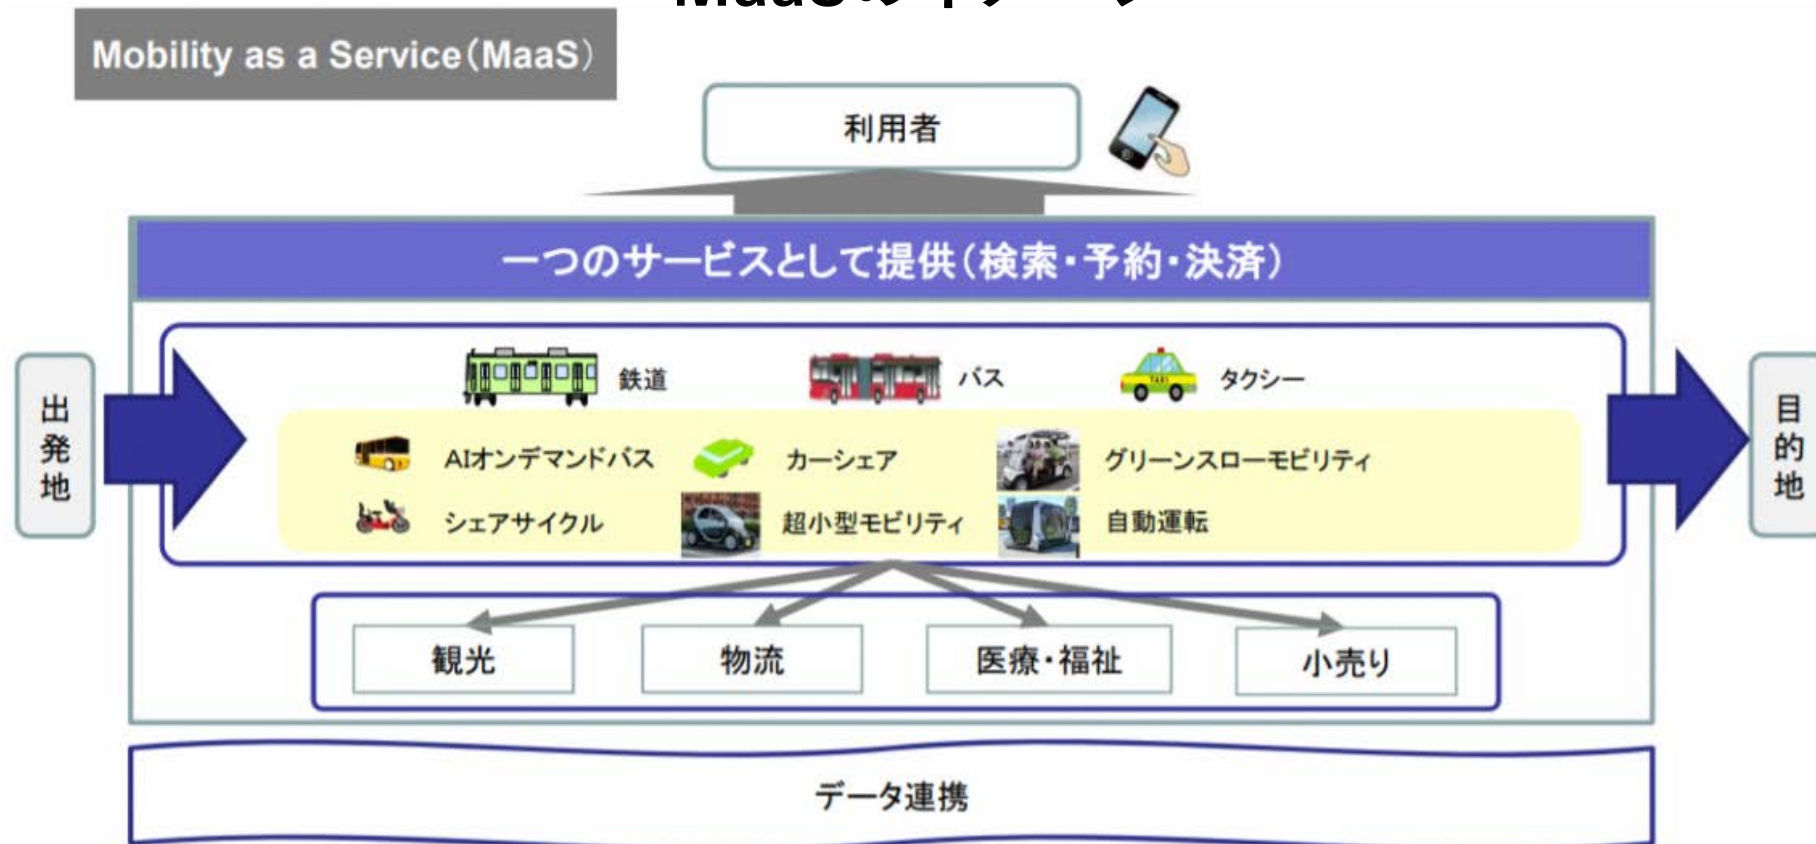 Mobility as a Service(MaaS)
利用者
一つのサービスとして提供(検索・予約・決済)
出発地
鉄道
バス
TAXI
タクシー
AIオンデマンドバス
カーシェア
グリーンスローモビリティ
シェアサイクル
超小型モビリティ
自動運転
目的地
観光
物流
医療・福祉
小売り
データ連携